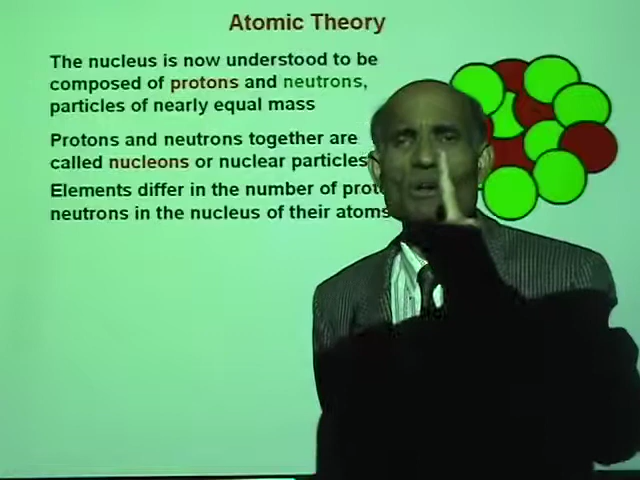 Atomic Theory
The nucleus is now understood to be
composed of protons and neutrons,
particles of nearly equal mass
Protons and neutrons together are
called nucleons or nuclear particles
Elements differ in the number of
neutrons in the nucleus of their atoms